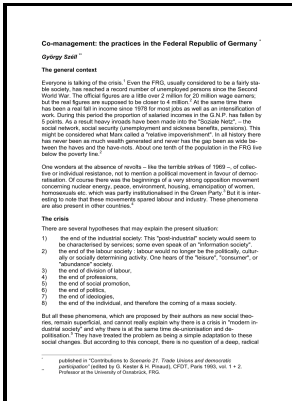 Co-management: the practices in the Federal Republic of Germany *
György Széll **
The general context
Everyone is talking of the crisis.1 Even the FRG, usually considered to be a fairly sta-
ble society, has reached a record number of unemployed persons since the Second
World War. The official figures are a little over 2 million for 20 million wage earners;
but the real figures are supposed to be closer to 4 million.2 At the same time there
has been a real fall in income since 1978 for most jobs as well as an intensification of
work. During this period the proportion of salaried incomes in the G.N.P. has fallen by
5 points. As a result heavy inroads have been made into the "Soziale Netz", – the
social network, social security (unemployment and sickness benefits, pensions). This
might be considered what Marx called a "relative impoverishment". In all history there
has never been as much wealth generated and never has the gap been as wide be-
tween the haves and the have-nots. About one tenth of the population in the FRG live
below the poverty line.3
One wonders at the absence of revolts – like the terrible strikes of 1969 –, of collec-
tive or individual resistance, not to mention a political movement in favour of democ-
ratisation. Of course there was the beginning of a very strong opposition movement
concerning nuclear energy, peace, environment, housing, emancipation of women,
homosexuals etc. which was partly institutionalised in the Green Party. But it is inter-
esting to note that these movements spared labour and industry. These phenomena
are also present in other countries.4
The crisis
There are several hypotheses that may explain the present situation:
1) the end of industrial society: This "post-industrial" society would seem to
be characterised by services; some even speak of an "information society".
2) the end of the labour society : labour would no longer be the politically, cultur-
ally or socially determining activity. One hears of the "leisure", "consumer", or
"abundance" society.
3) the end of division of labour,
4) the end of professions,
5) the end of social promotion,
6) the end of politics,
7) the end of ideologies,
8) the end of the individual, and therefore the coming of a mass society.
But all these phenomena, which are proposed by their authors as new social theo-
ries, remain superficial, and cannot really explain why there is a crisis in "modern in-
dustrial society" and why there is at the same time de-unionisation and de-
politisation.5 They have treated the problem as being a simple adaptation to these
social changes. But according to this concept, there is no question of a deep, radical
* published in "Contributions to Scenario 21. Trade Unions and democratic
participation" (edited by G. Kester & H. Pinaud), CFDT, Paris 1993, vol. 1 + 2.
** Professor at the University of Osnabrück, FRG.